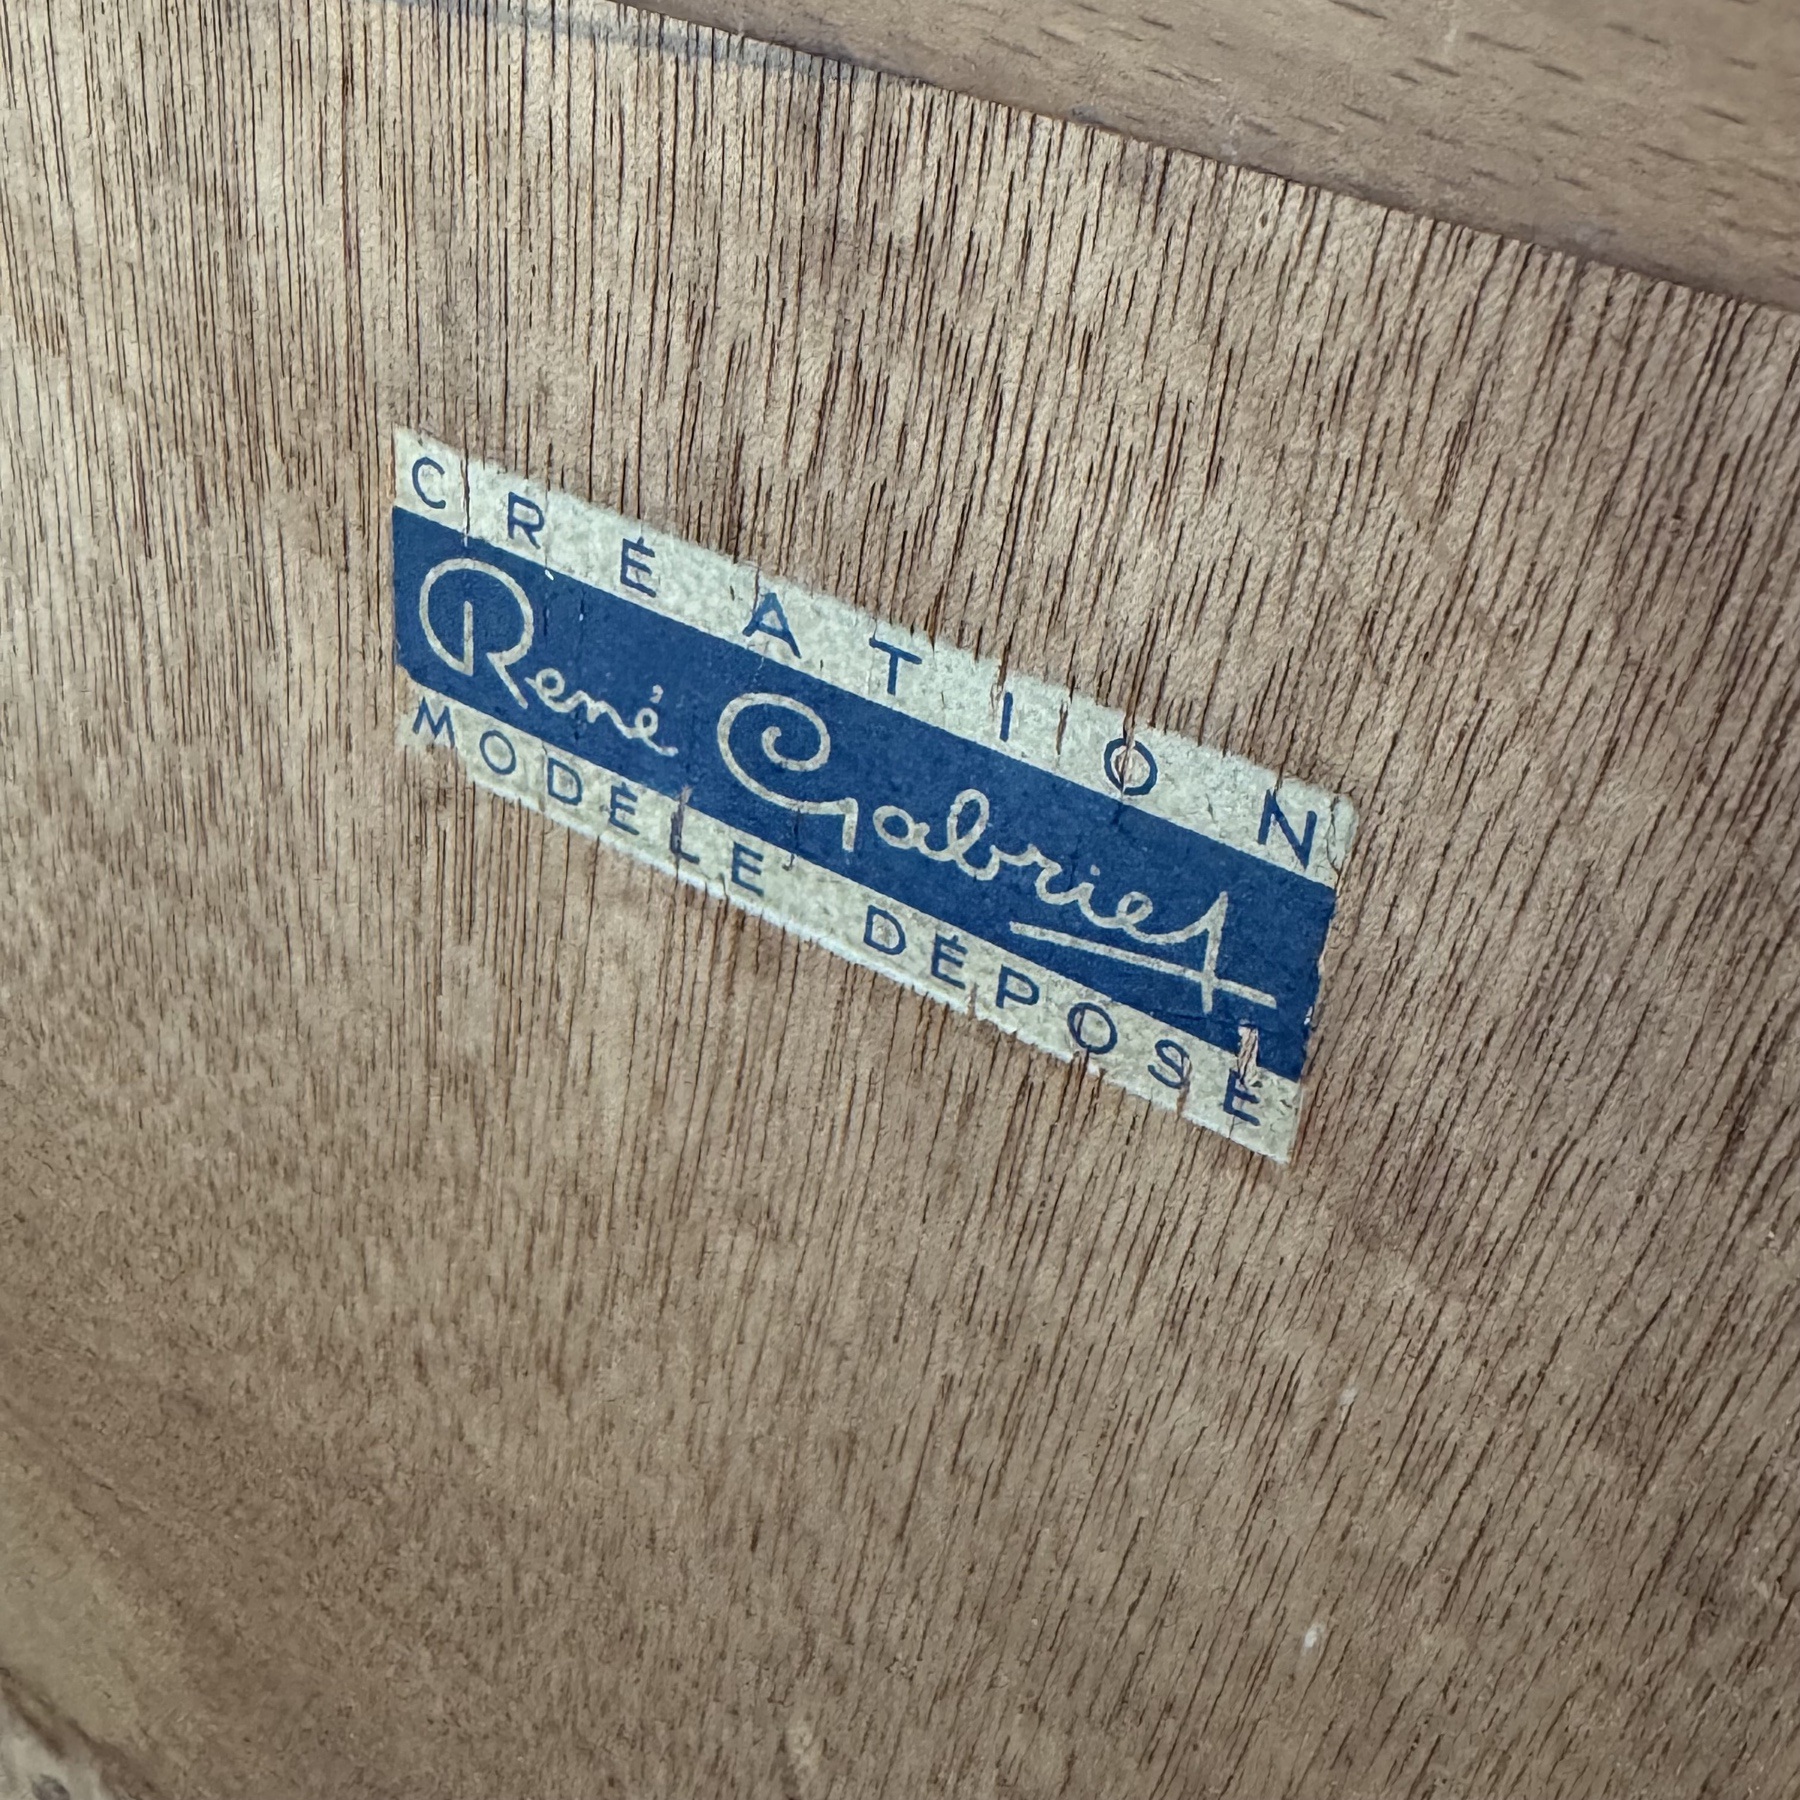 CRÉATION
René Gabriel
MODÈLE DÉPOSÉ